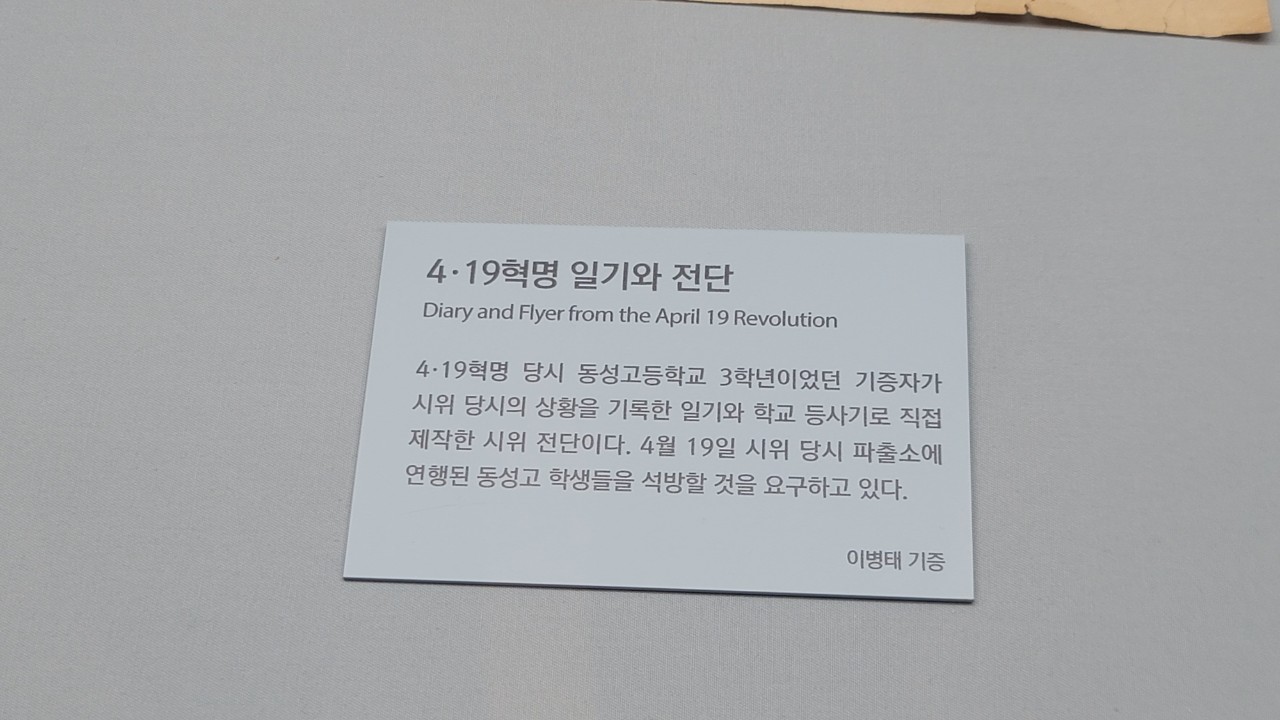 4·19혁명 일기와 전단
Diary and Flyer from the April 19 Revolution
4·19혁명 당시 동성고등학교 3학년이었던 기증자가
시위 당시의 상황을 기록한 일기와 학교 등사기로 직접
제작한 시위 전단이다. 4월 19일 시위 당시 파출소에
연행된 동성고 학생들을 석방할 것을 요구하고 있다.
이병태 기증